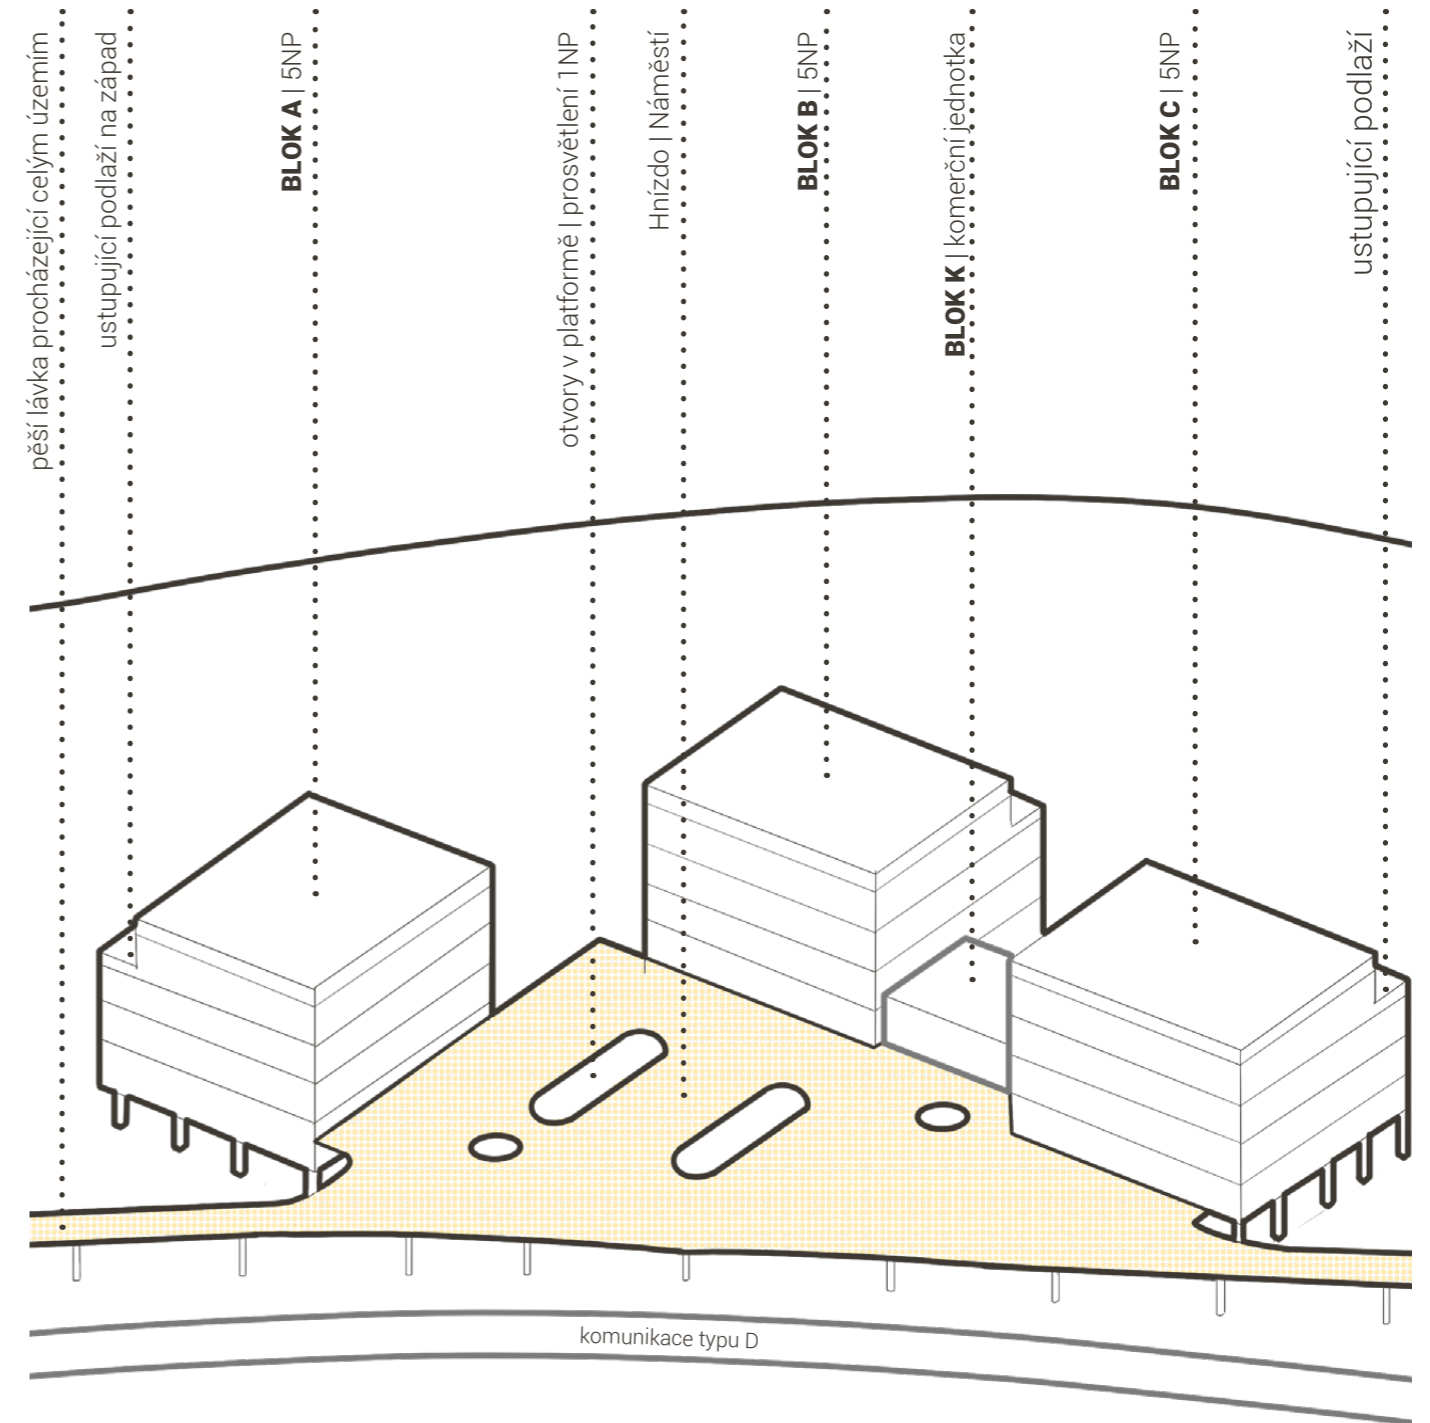 pěší lávka procházející celým územím
ustupující podlaží na západ
BLOK A | 5NP
otvory v platformě | prosvětlení 1NP
Hnízdo | Náměstí
BLOK B | 5NP
BLOK K | komerční jednotka
BLOK C | 5NP
ustupující podlaží
komunikace typu D